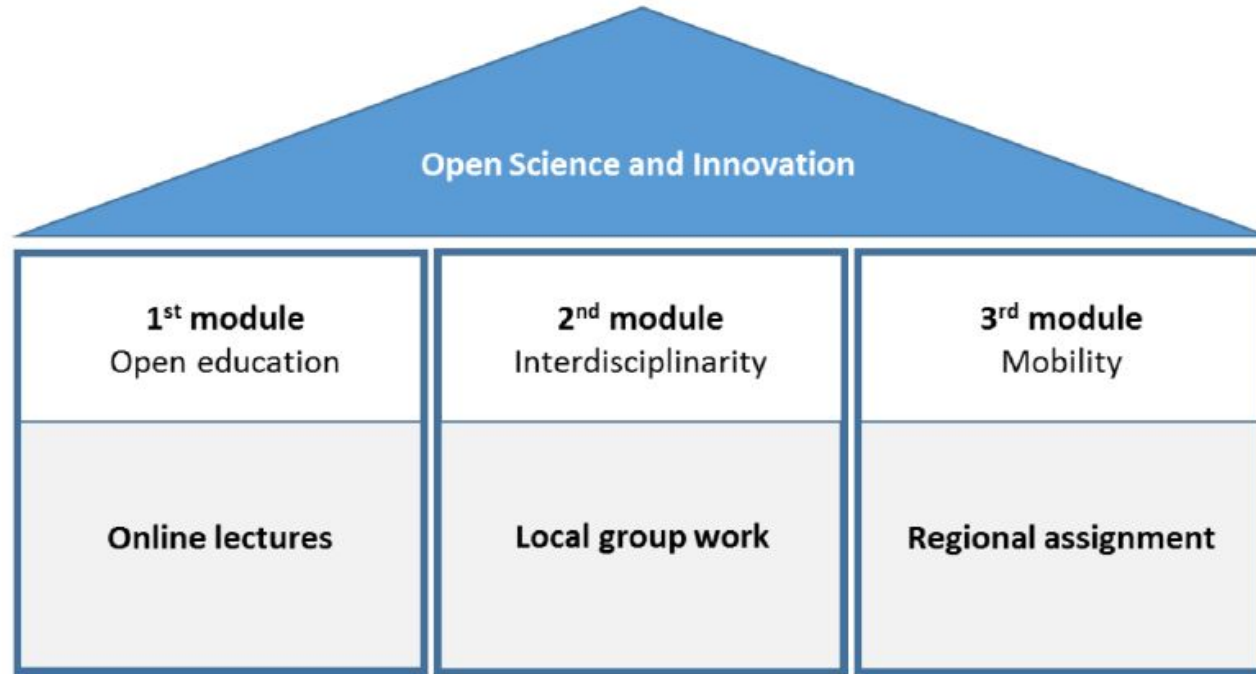 Open Science and Innovation
1st module
Open education
2nd module
Interdisciplinarity
3rd module
Mobility
Online lectures
Local group work
Regional assignment